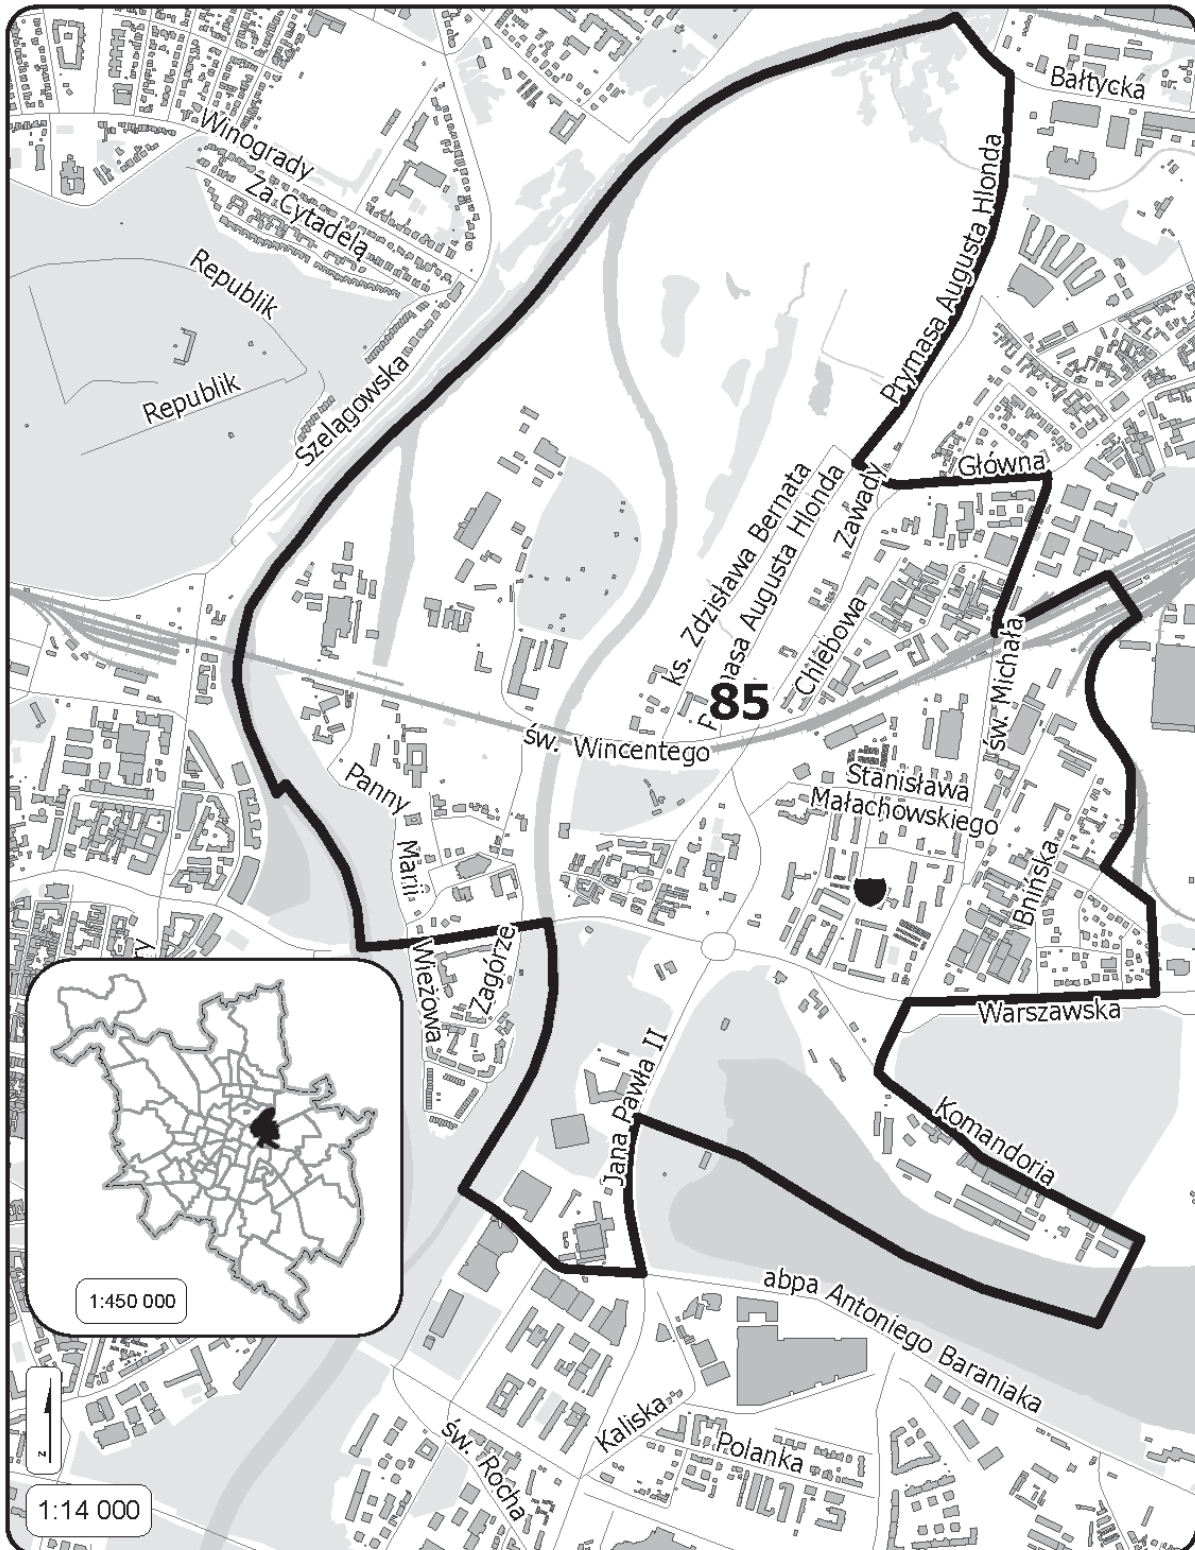 Bałtycka
Winogrady
Za Cytadelą
Republik
Prymasa Augusta Hlonda
Republik
Szelągowska
Główna
ks. Zdzisława Bernata
Prymasa Augusta Hlonda
Zawady
Chlebowa
św. Michała
85
św. Wincentego
Panny
Marii
Stanisława
Małachowskiego
Bnińska
Wieżowa
Zagórze
Warszawska
Jana Pawła II
Komandoria
abpa Antoniego Baraniaka
1:450 000
Kaliska
św. Rocha
Polanka
z
1:14 000